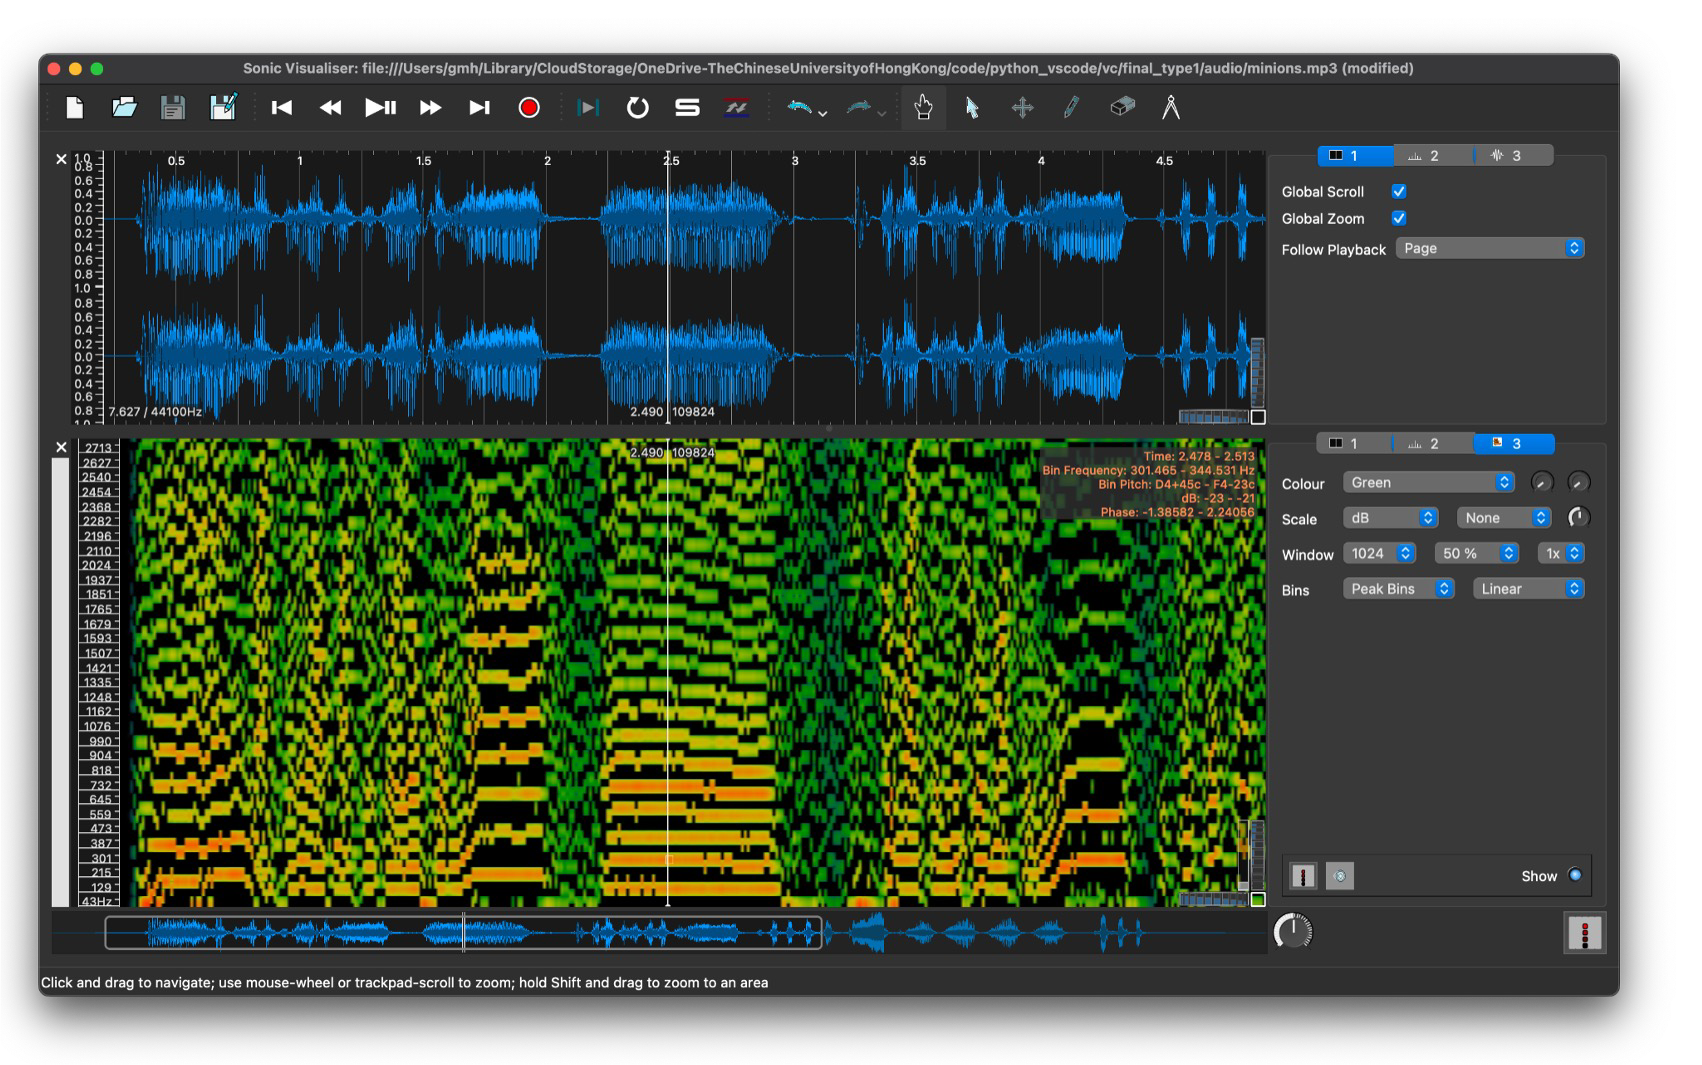 Sonic Visualiser: file:///Users/gmh/Library/CloudStorage/OneDrive-TheChineseUniversityofHongKong/code/python_vscode/vc/final_type1/audio/minions.mp3 (modified)
0.5 1 1.5 2 2.5 3 3.5 4 4.5
1.0
0.8
0.6
0.4
0.2
0.0
0.2
0.4
0.6
0.8
1.0
0.8
0.6
0.4
0.2
0.0
0.2
0.4
0.6
0.8
1.0
7.627 / 44100Hz
2.490 109824
1 2 3
Global Scroll
Global Zoom
Follow Playback Page
2.490 109824
Time: 2.478 - 2.513
Bin Frequency: 301.465 - 344.531 Hz
Bin Pitch: D4+45c - F4-23c
dB: -23 - -21
Phase: -1.38582 - 2.24056
2713
2627
2540
2454
2368
2282
2196
2110
2024
1937
1851
1765
1679
1593
1507
1421
1335
1248
1162
1076
990
904
818
732
645
559
473
387
301
215
129
43Hz
1 2 3
Colour Green
Scale dB None
Window 1024 50 % 1x
Bins Peak Bins Linear
Show
Click and drag to navigate; use mouse-wheel or trackpad-scroll to zoom; hold Shift and drag to zoom to an area